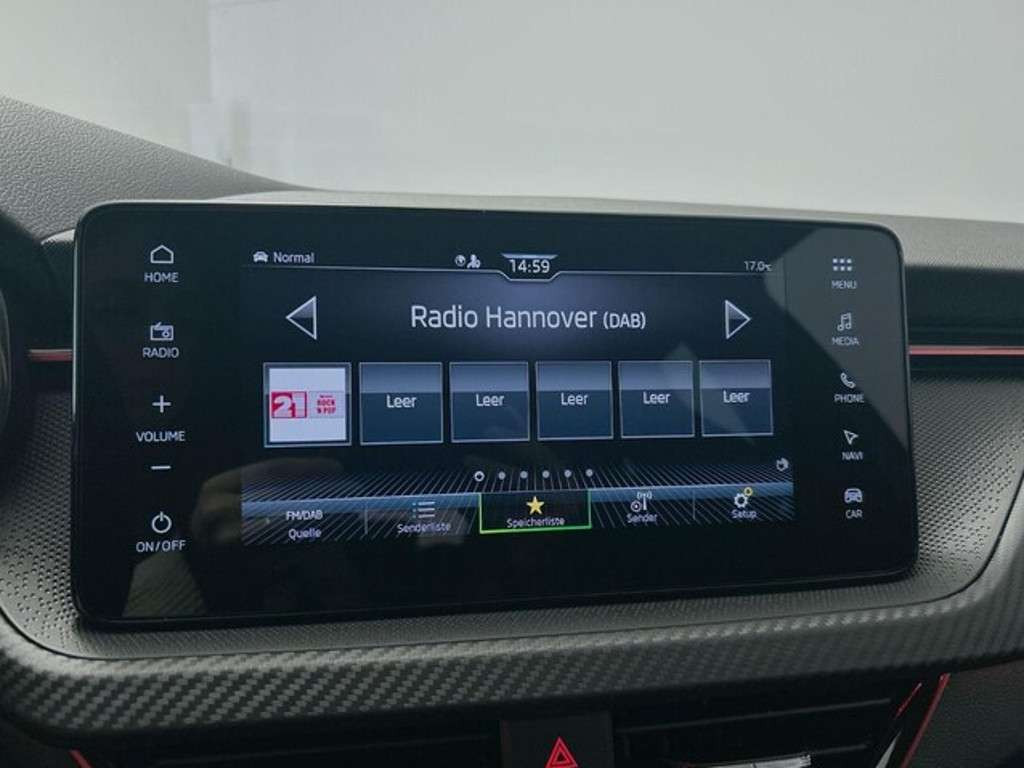 HOME
RADIO
+
VOLUME
−
ON/OFF
Normal
14:59
17.0°C
Radio Hannover (DAB)
21 ROCK 'N POP
Leer
Leer
Leer
Leer
Leer
FM/DAB
Quelle
Senderliste
Speicherliste
Sender
Setup
MENU
MEDIA
PHONE
NAVI
CAR